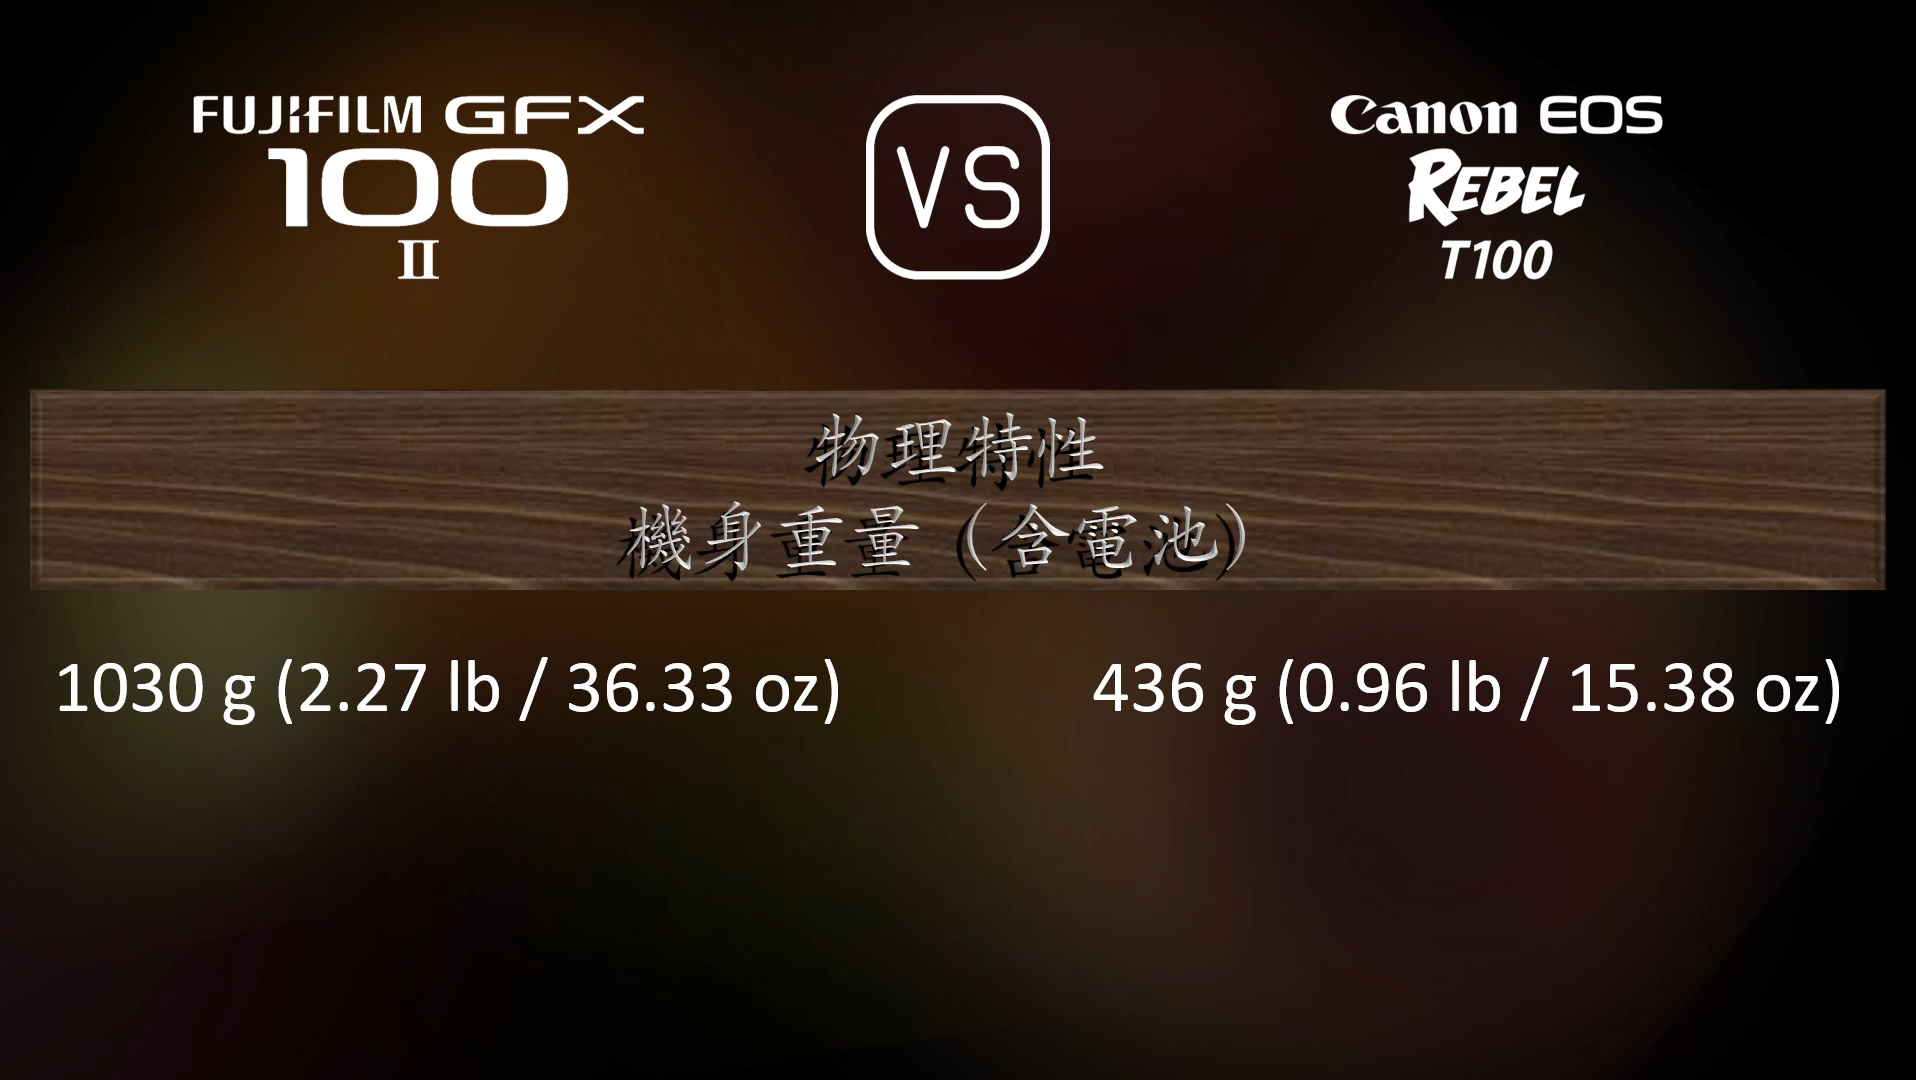 FUJIFILM GFX
100
II
VS
Canon EOS
REBEL
T100
物理特性
機身重量（含電池）
1030 g (2.27 lb / 36.33 oz)
436 g (0.96 lb / 15.38 oz)